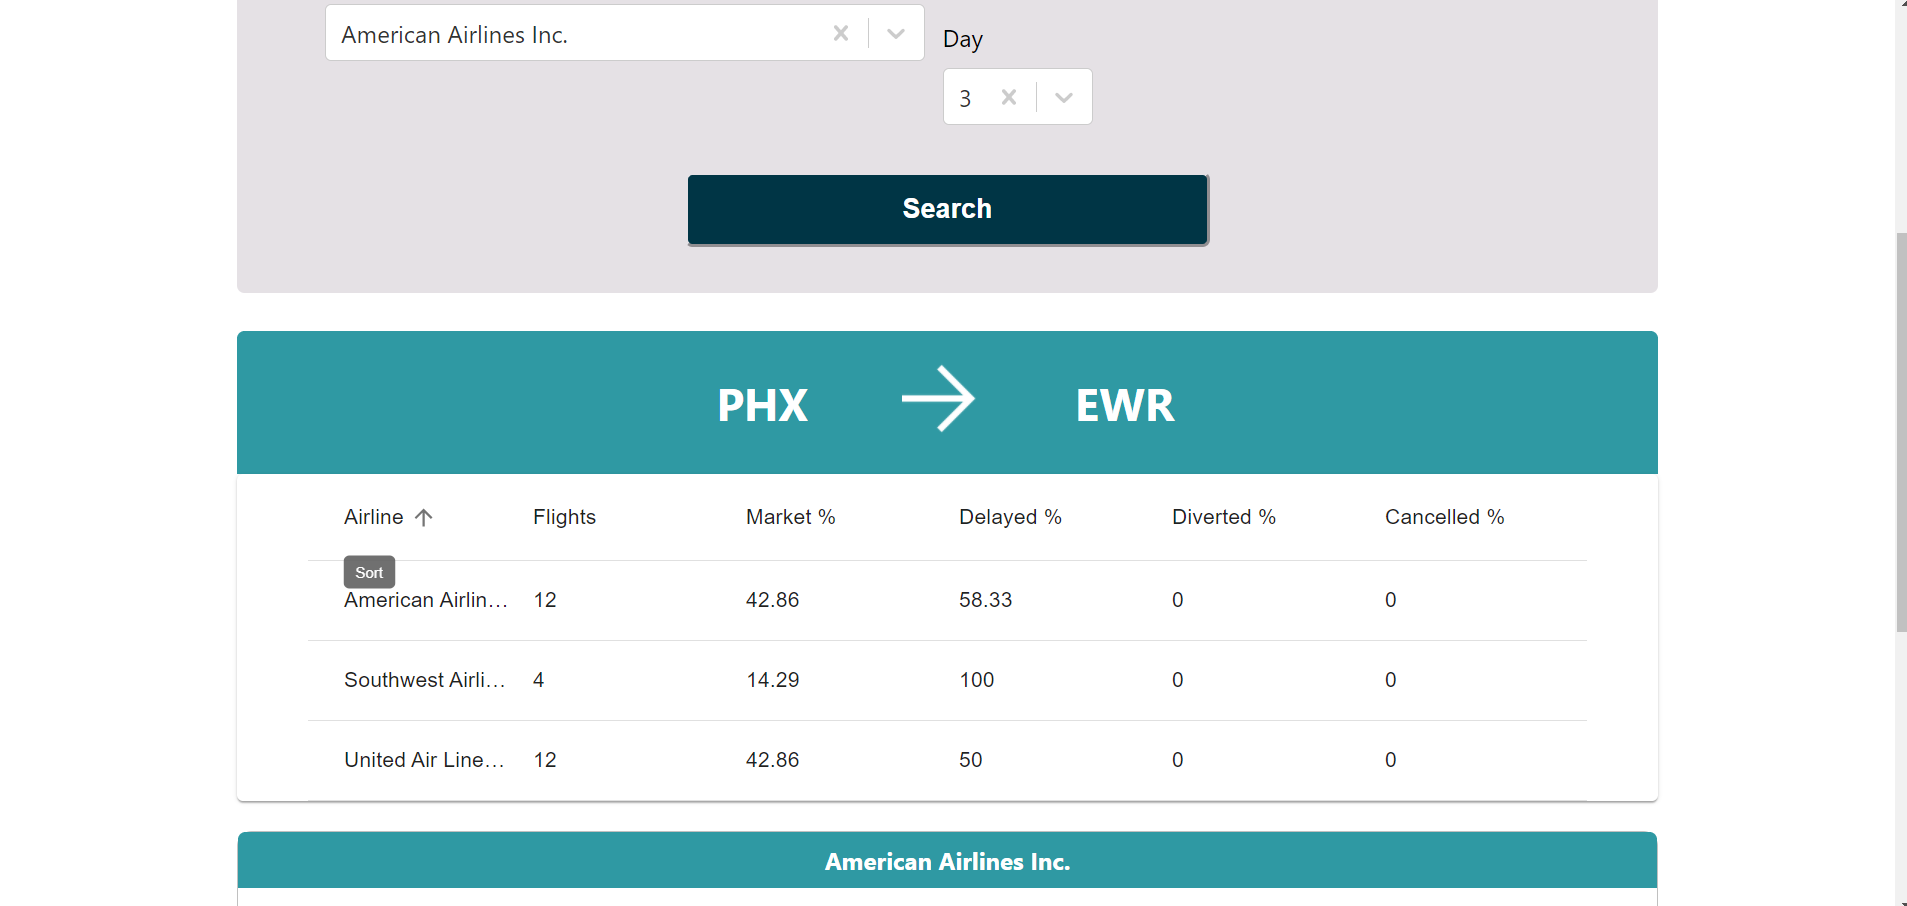 American Airlines Inc.
Day
3
Search
PHX EWR
Airline Flights Market % Delayed % Diverted % Cancelled %
Sort
American Airlin... 12 42.86 58.33 0 0
Southwest Airli... 4 14.29 100 0 0
United Air Line... 12 42.86 50 0 0
American Airlines Inc.